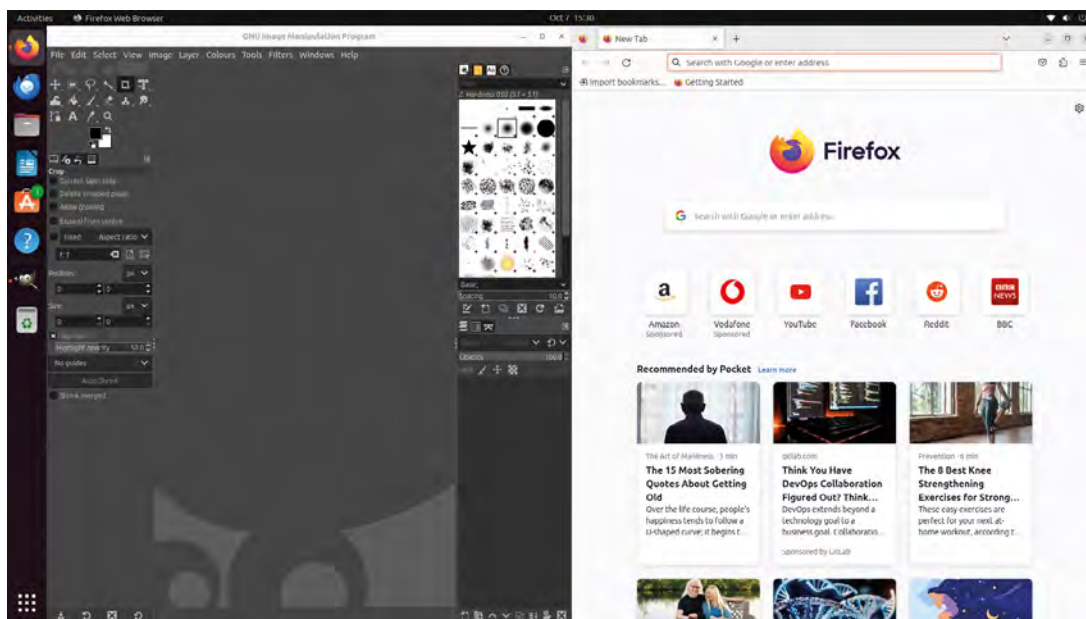 Activities Firefox Web Browser Oct 7 15:30
GNU Image Manipulation Program
File Edit Select View Image Layer Colours Tools Filters Windows Help
2. Hardness 050 (51 × 51)
Crop
Current layer only
Delete cropped pixels
Allow growing
Expand from centre
Fixed Aspect ratio
1:1
Position: px
0 0
Size: px
0 0
Highlight opacity 50.0
No guides
Auto Shrink
Shrink merged
Basic,
Spacing 10.0
Opacity 100.0
New Tab
Search with Google or enter address
Import bookmarks... Getting Started
Firefox
Search with Google or enter address
a
f
BBC
NEWS
Amazon
Sponsored
Vodafone
Sponsored
YouTube
Facebook
Reddit
BBC
Recommended by Pocket Learn more
The Art of Manliness · 3 min
The 15 Most Sobering
Quotes About Getting
Old
Over the life course, people's
happiness tends to follow a
U-shaped curve; it begins t...
gitlab.com
Think You Have
DevOps Collaboration
Figured Out? Think...
DevOps extends beyond a
technology goal to a
business goal. Collaboratio...
Sponsored by GitLab
Prevention · 6 min
The 8 Best Knee
Strengthening
Exercises for Strong...
These easy exercises are
perfect for your next at-
home workout, according t...